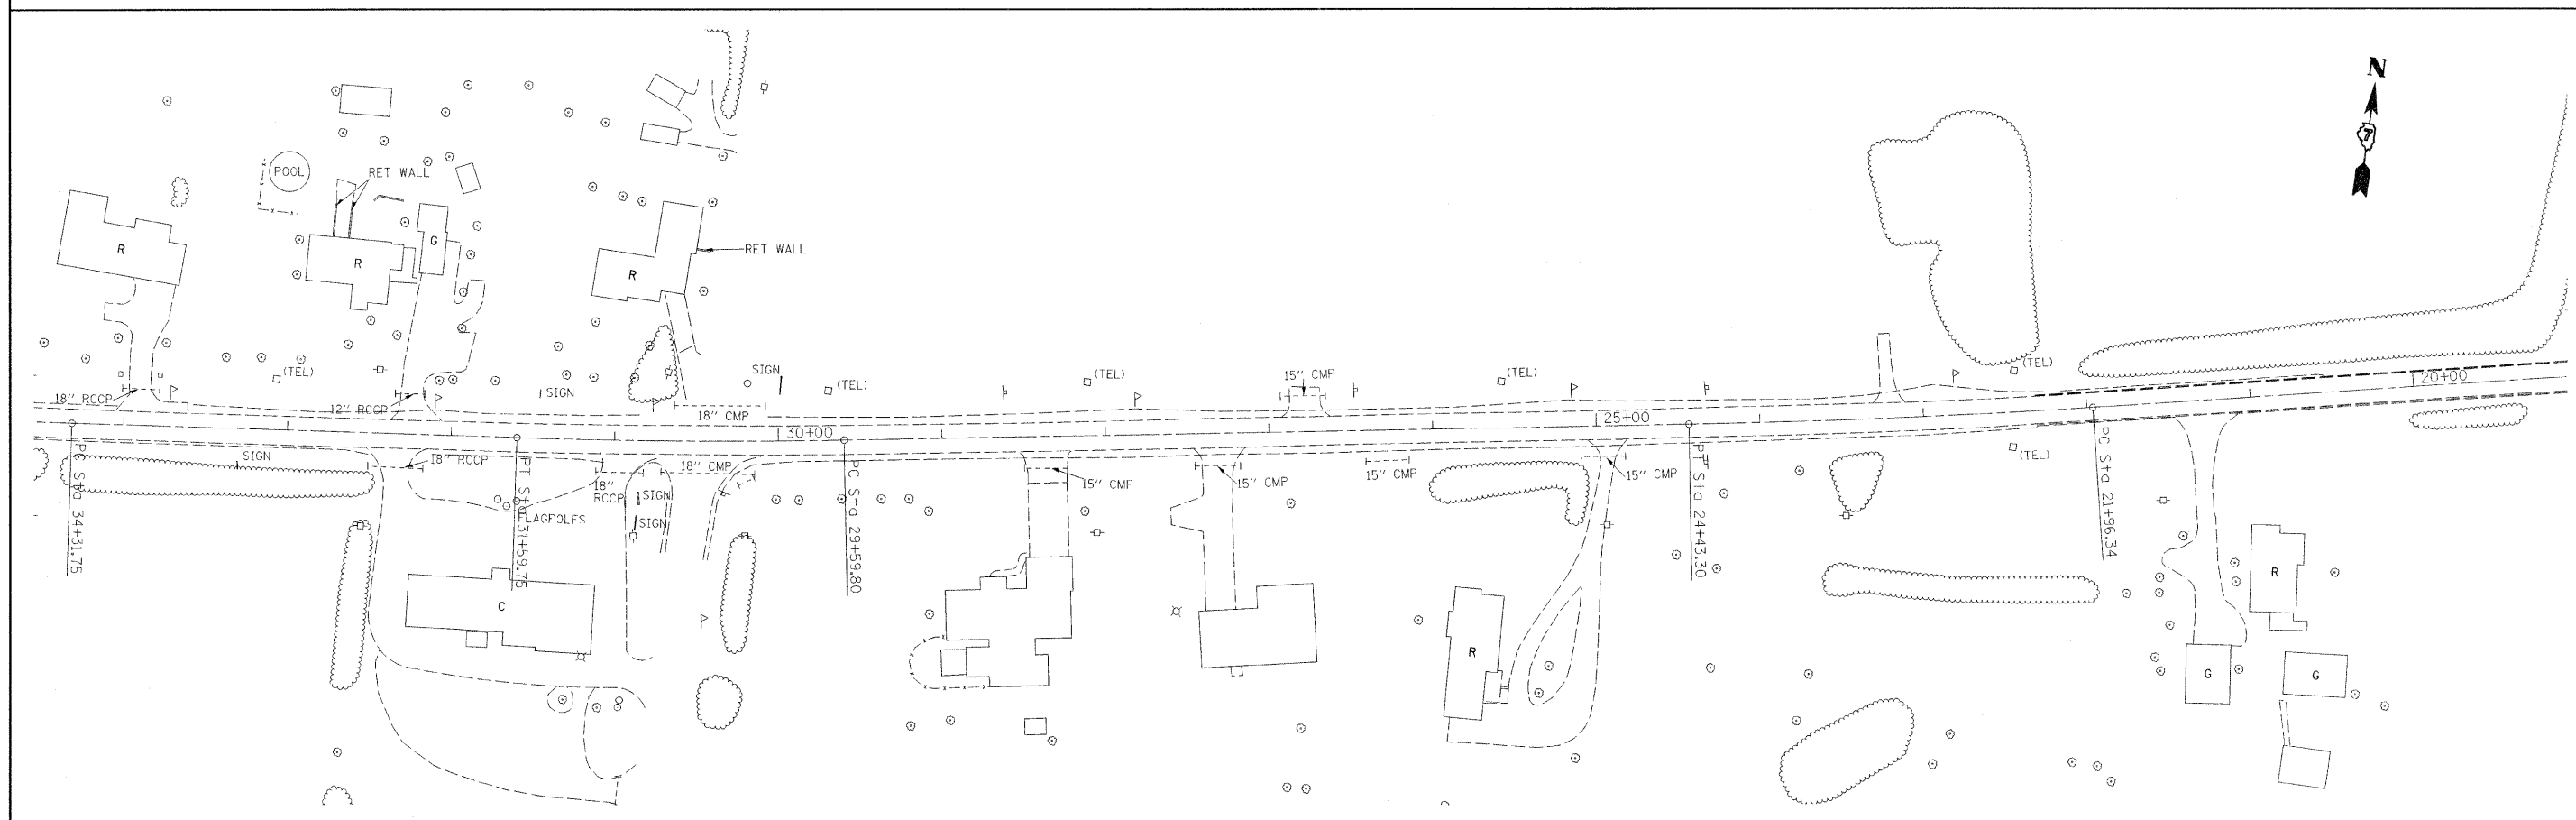 N
7
POOL
RET WALL
R
R
G
R
RET WALL
18" RCCP
(TEL)
12" RCCP
SIGN
18" CMP
SIGN
(TEL)
(TEL)
15" CMP
(TEL)
(TEL)
20+00
25+00
30+00
SIGN
18" RCCP
18" RCCP
18" CMP
SIGN
SIGN
FLAGPOLES
15" CMP
15" CMP
15" CMP
15" CMP
(TEL)
PC Sta 34+31.75
PT Sta 31+59.75
PC Sta 29+59.80
PT Sta 24+43.30
PC Sta 21+96.34
C
R
R
G
G